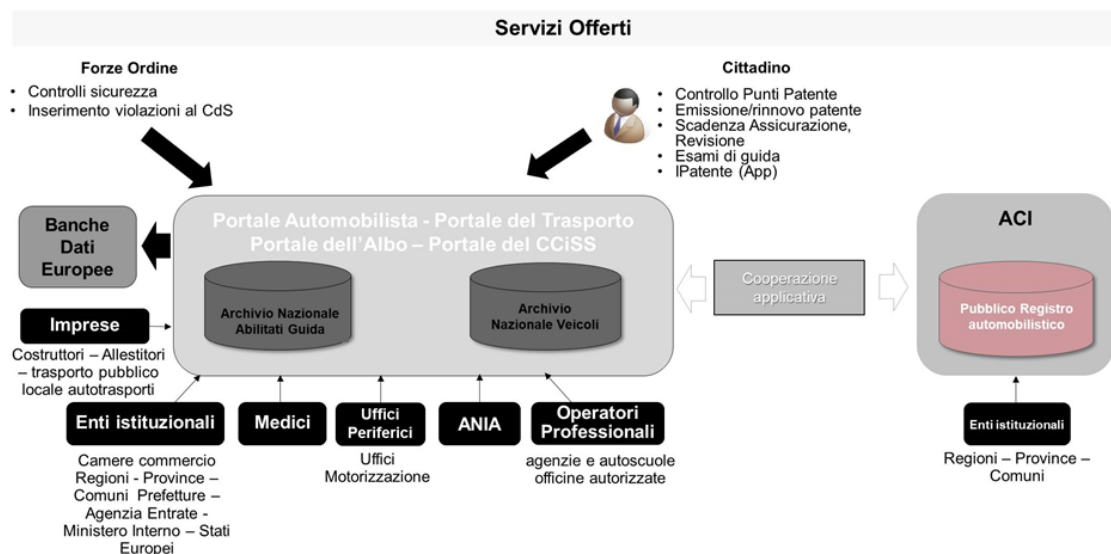 Servizi Offerti
Forze Ordine
• Controlli sicurezza
• Inserimento violazioni al CdS
Cittadino
• Controllo Punti Patente
• Emissione/rinnovo patente
• Scadenza Assicurazione,
Revisione
• Esami di guida
• IPatente (App)
Banche
Dati
Europee
Portale Automobilista - Portale del Trasporto
Portale dell'Albo – Portale del CCiSS
Archivio Nazionale
Abilitati Guida
Archivio
Nazionale Veicoli
Cooperazione
applicativa
ACI
Pubblico Registro
automobilistico
Imprese
Costruttori – Allestitori
– trasporto pubblico
locale autotrasporti
Enti istituzionali
Camere commercio
Regioni - Province –
Comuni Prefetture –
Agenzia Entrate -
Ministero Interno – Stati
Europei
Medici
Uffici
Periferici
Uffici
Motorizzazione
ANIA
Operatori
Professionali
agenzie e autoscuole
officine autorizzate
Enti istituzionali
Regioni – Province –
Comuni